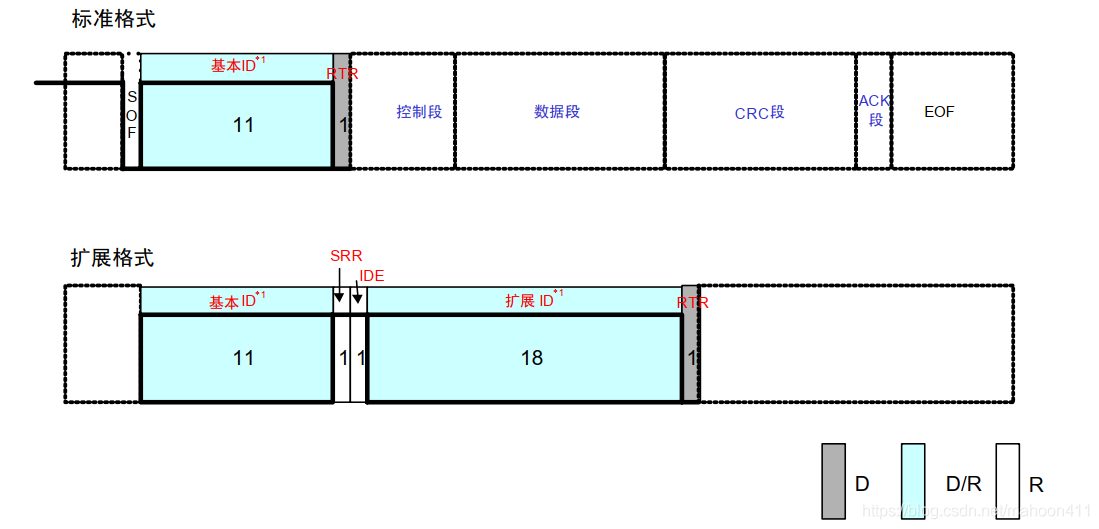 标准格式
基本ID*1
RTR
SOF
11
1
控制段
数据段
CRC段
ACK
段
EOF
扩展格式
SRR
IDE
基本ID*1
扩展 ID*1
RTR
11
1
1
18
1
D
D/R
R
https://blog.csdn.net/mahoon411